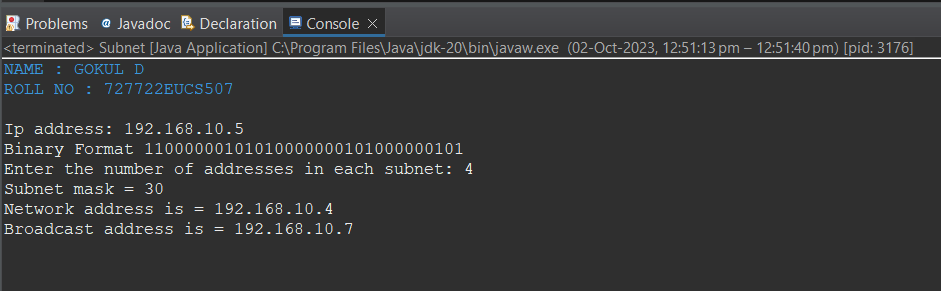 Problems Javadoc Declaration Console
<terminated> Subnet [Java Application] C:\Program Files\Java\jdk-20\bin\javaw.exe (02-Oct-2023, 12:51:13 pm – 12:51:40 pm) [pid: 3176]
NAME : GOKUL D
ROLL NO : 727722EUCS507
Ip address: 192.168.10.5
Binary Format 11000000101010000000101000000101
Enter the number of addresses in each subnet: 4
Subnet mask = 30
Network address is = 192.168.10.4
Broadcast address is = 192.168.10.7